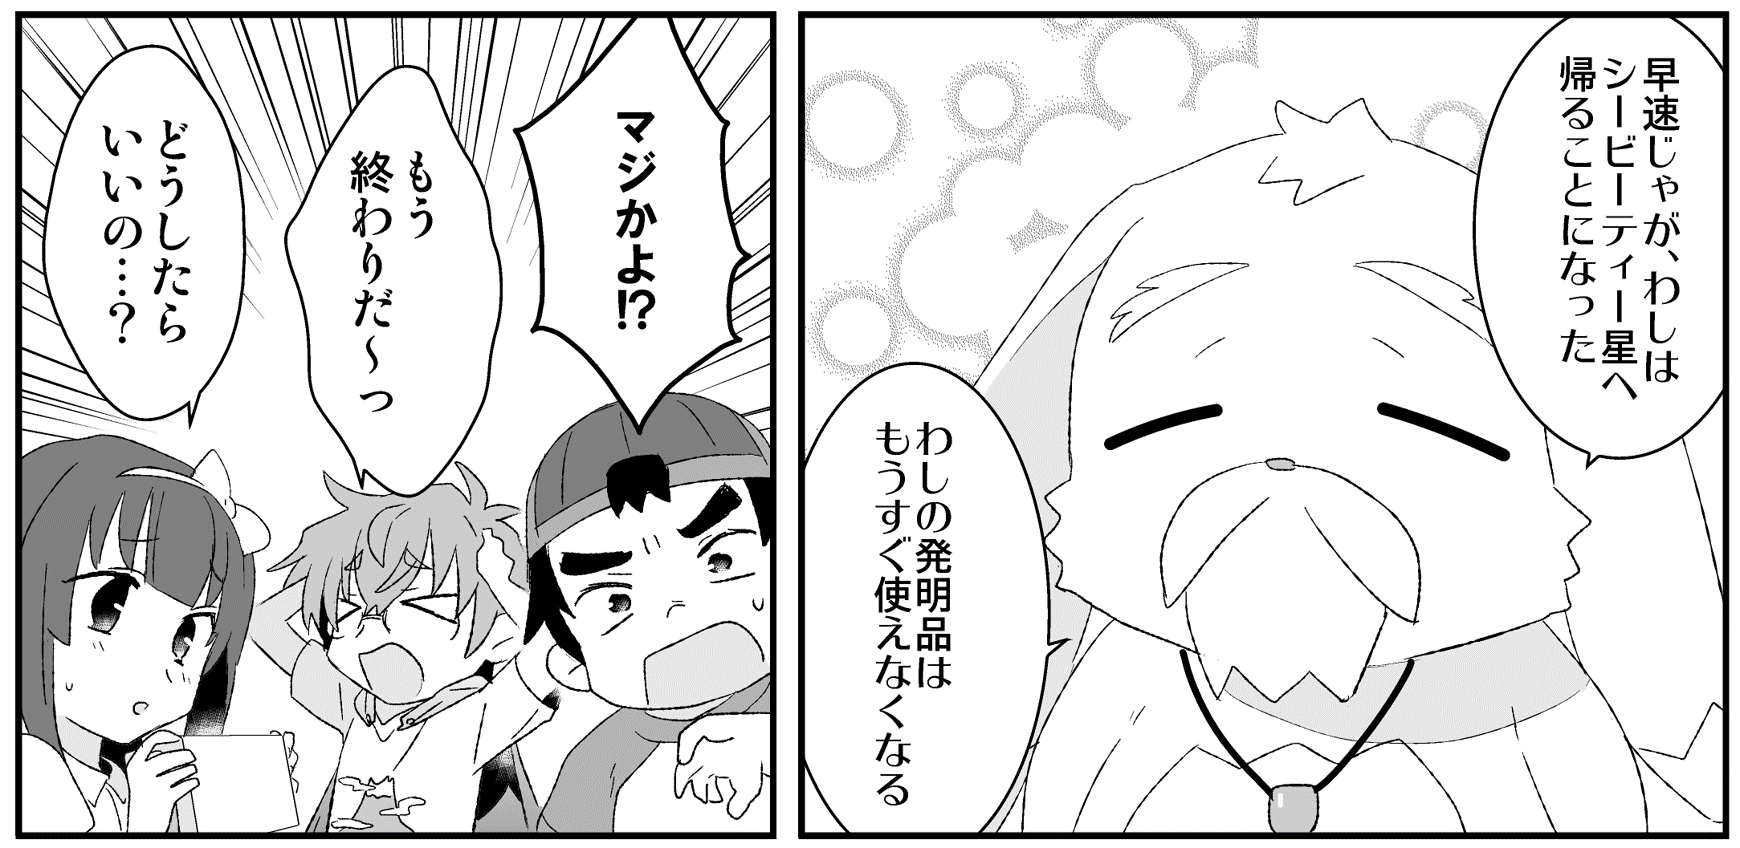 早速じゃが、わしは
シービーティー星へ
帰ることになった
わしの発明品は
もうすぐ使えなくなる
マジかよ!?
もう
終わりだ〜っ
どうしたら
いいの…?